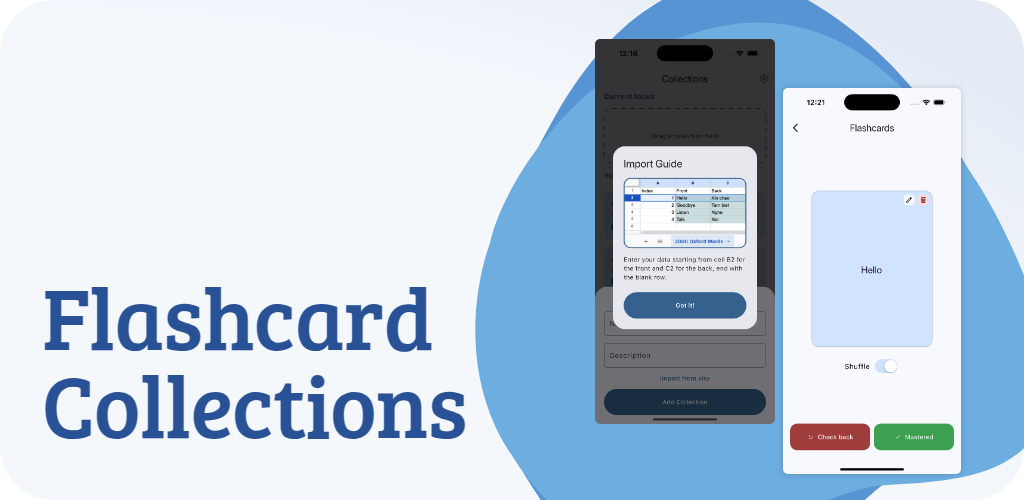 Flashcard
Collections
12:16
Collections
Current focus
Drag a collection here
Import Guide
A B C
1 Index Front Back
2 1 Hello Xin chao
3 2 Goodbye Tam biet
4 3 Listen Nghe
5 4 Talk Noi
6
3000 Oxford Words
Enter your data starting from cell B2 for
the front and C2 for the back, end with
the blank row.
Got it!
Description
Import from xlsx
Add Collection
12:21
Flashcards
Hello
Shuffle
Check back
Mastered